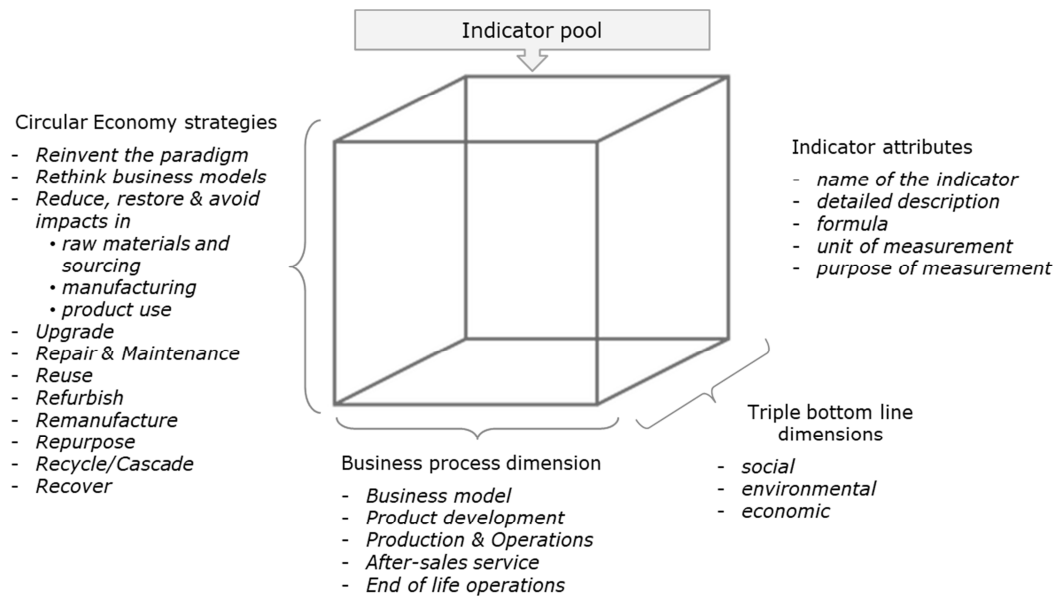 Indicator pool
Circular Economy strategies
- Reinvent the paradigm
- Rethink business models
- Reduce, restore & avoid
impacts in
• raw materials and
sourcing
• manufacturing
• product use
- Upgrade
- Repair & Maintenance
- Reuse
- Refurbish
- Remanufacture
- Repurpose
- Recycle/Cascade
- Recover
Business process dimension
- Business model
- Product development
- Production & Operations
- After-sales service
- End of life operations
Triple bottom line
dimensions
- social
- environmental
- economic
Indicator attributes
- name of the indicator
- detailed description
- formula
- unit of measurement
- purpose of measurement